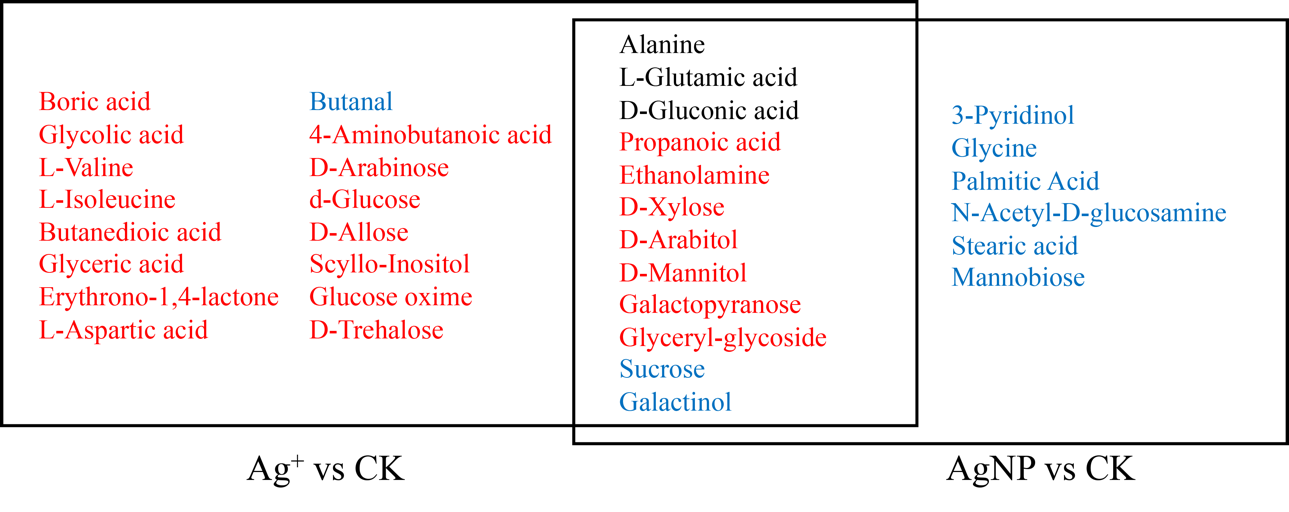 Boric acid
Glycolic acid
L-Valine
L-Isoleucine
Butanedioic acid
Glyceric acid
Erythrono-1,4-lactone
L-Aspartic acid
Butanal
4-Aminobutanoic acid
D-Arabinose
d-Glucose
D-Allose
Scyllo-Inositol
Glucose oxime
D-Trehalose
Alanine
L-Glutamic acid
D-Gluconic acid
Propanoic acid
Ethanolamine
D-Xylose
D-Arabitol
D-Mannitol
Galactopyranose
Glyceryl-glycoside
Sucrose
Galactinol
3-Pyridinol
Glycine
Palmitic Acid
N-Acetyl-D-glucosamine
Stearic acid
Mannobiose
Ag⁺ vs CK
AgNP vs CK